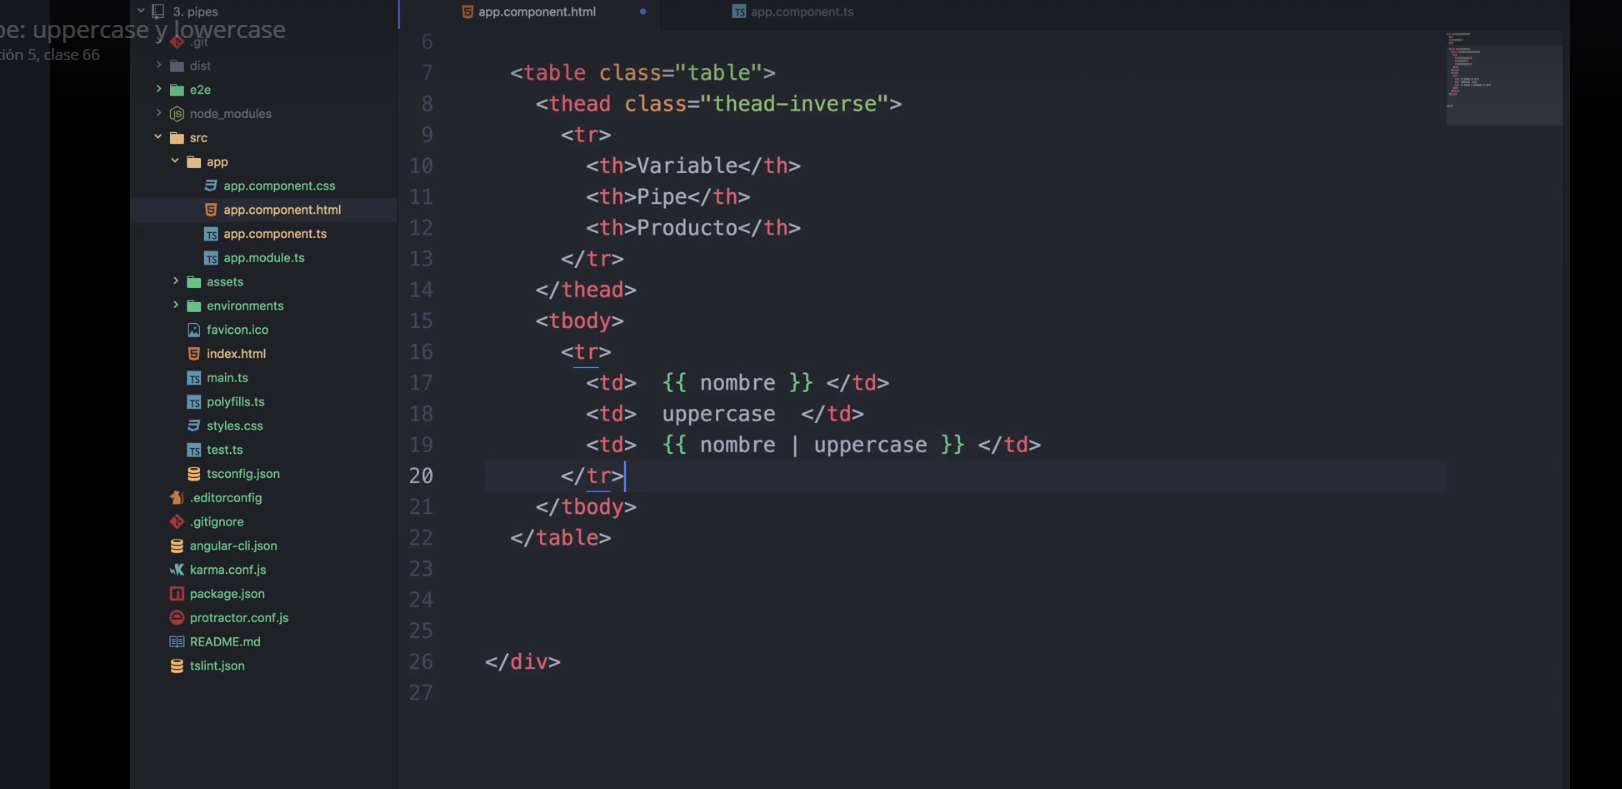 3. pipes
uppercase y lowercase
.git
5, clase 66
dist
e2e
node_modules
src
app
app.component.css
app.component.html
app.component.ts
app.module.ts
assets
environments
favicon.ico
index.html
main.ts
polyfills.ts
styles.css
test.ts
tsconfig.json
.editorconfig
.gitignore
angular-cli.json
karma.conf.js
package.json
protractor.conf.js
README.md
tslint.json
app.component.html
app.component.ts
6
7 <table class="table">
8 <thead class="thead-inverse">
9 <tr>
10 <th>Variable</th>
11 <th>Pipe</th>
12 <th>Producto</th>
13 </tr>
14 </thead>
15 <tbody>
16 <tr>
17 <td> {{ nombre }} </td>
18 <td> uppercase </td>
19 <td> {{ nombre | uppercase }} </td>
20 </tr>
21 </tbody>
22 </table>
23
24
25
26 </div>
27